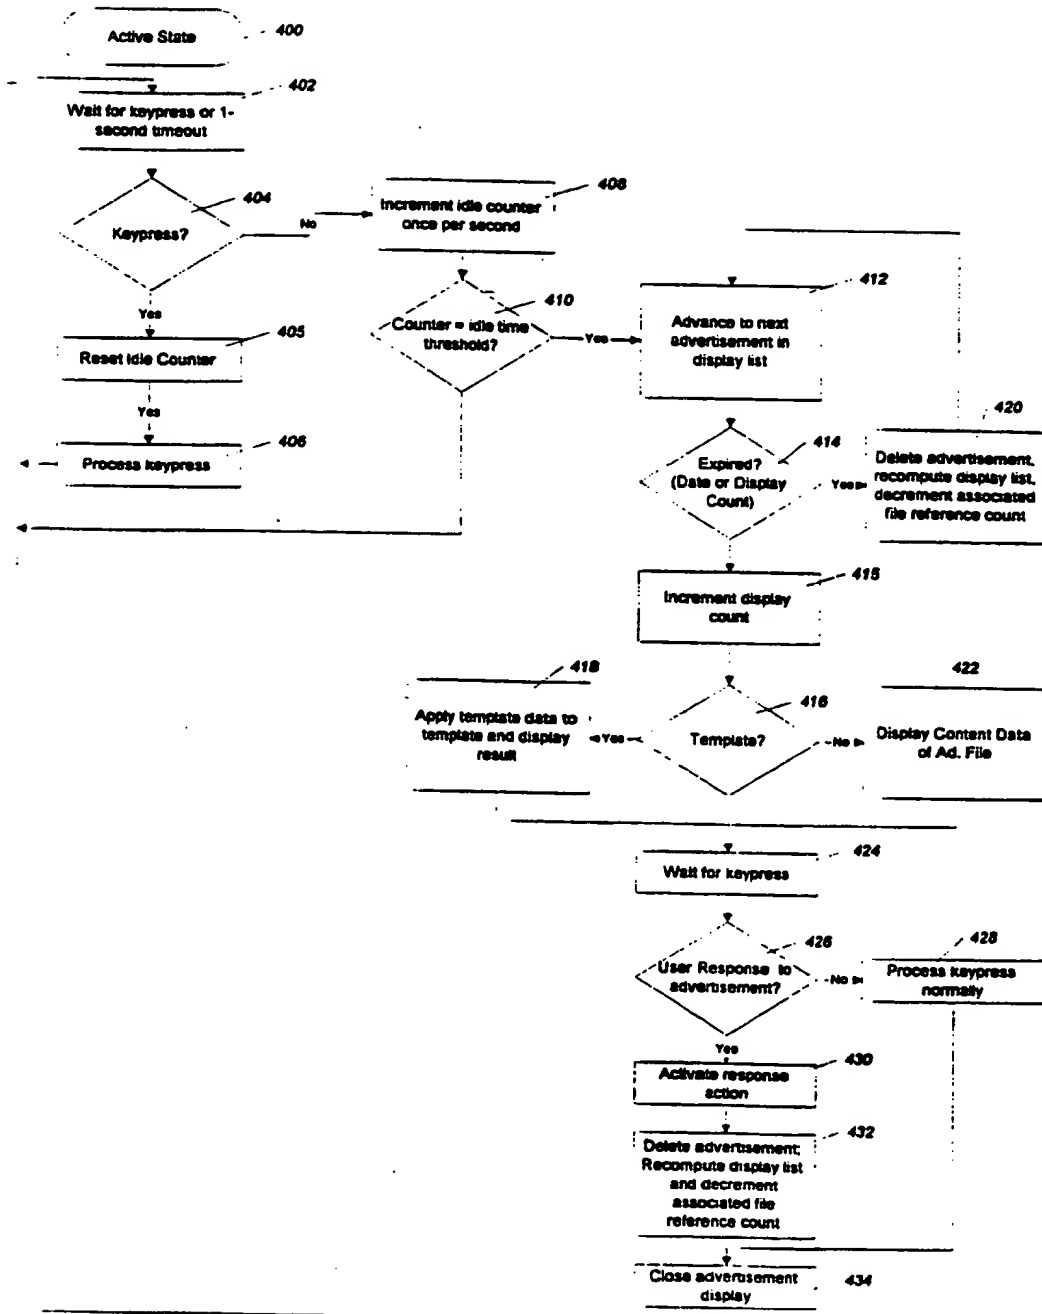 Active State
400
402
Wait for keypress or 1-
second timeout
404
Keypress?
No
408
Increment idle counter
once per second
Yes
405
Reset Idle Counter
Yes
406
Process keypress
410
Counter = idle time
threshold?
Yes
412
Advance to next
advertisement in
display list
414
Expired?
(Date or Display
Count)
Yes
420
Delete advertisement,
recompute display list,
decrement associated
file reference count
415
Increment display
count
416
Template?
Yes
418
Apply template data to
template and display
result
No
422
Display Content Data
of Ad. File
424
Wait for keypress
426
User Response to
advertisement?
No
428
Process keypress
normally
Yes
430
Activate response
action
432
Delete advertisement;
Recompute display list
and decrement
associated file
reference count
Close advertisement
display
434